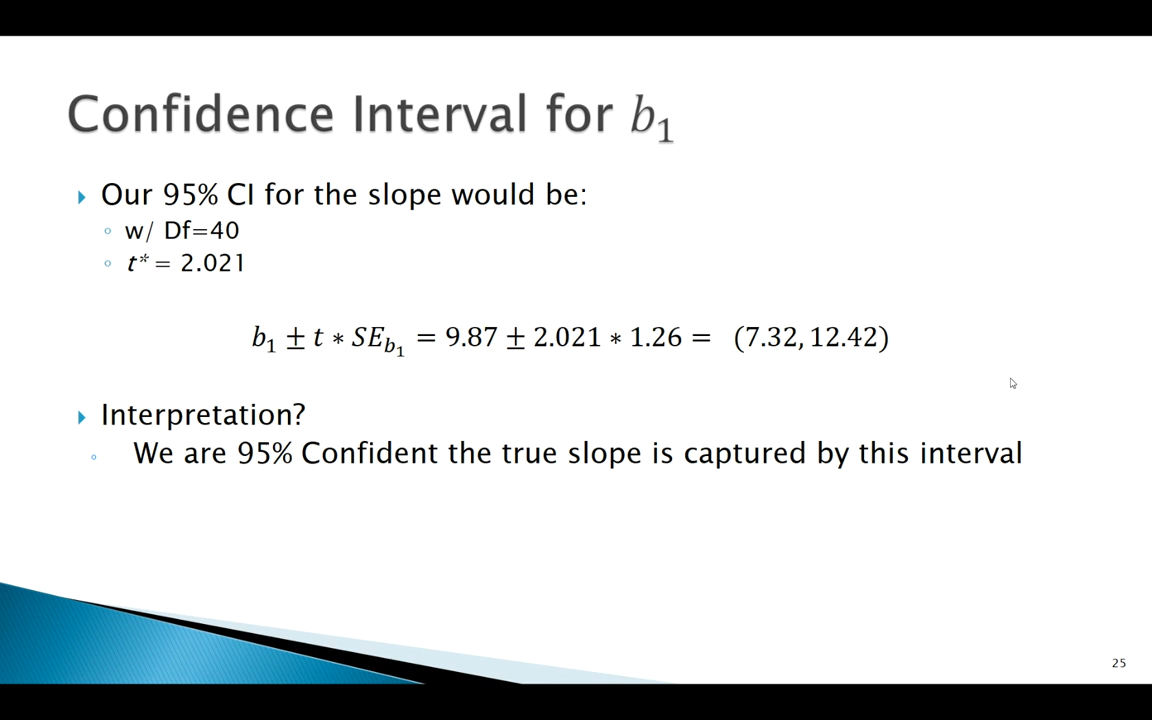 Confidence Interval for b₁
Our 95% CI for the slope would be:
w/ Df=40
t* = 2.021
b₁ ± t ∗ SE_b₁ = 9.87 ± 2.021 ∗ 1.26 = (7.32, 12.42)
Interpretation?
We are 95% Confident the true slope is captured by this interval
25